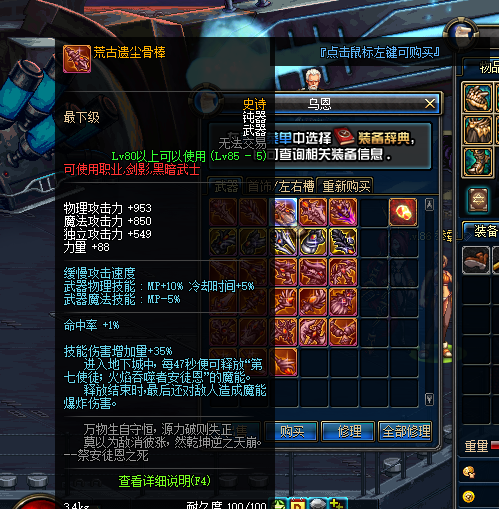 荒古遗尘骨棒
『点击鼠标左键可购买』
物品
史诗
乌恩
最下级
钝器
武器
无法交易
中选择 装备辞典,
Lv80以上可以使用 (Lv85 - 5)
可查询相关装备信息.
可使用职业.剑影.黑暗武士
武器 首饰/左右槽 重新购买
物理攻击力 +953
魔法攻击力 +850
独立攻击力 +549
力量 +88
装备
缓慢攻击速度
武器物理技能 : MP+10% 冷却时间+5%
武器魔法技能 : MP-5%
命中率 +1%
技能伤害增加量+35%
进入地下城中, 每47秒便可释放“第
七使徒; 火焰吞噬者安徒恩”的魔能。
释放结束时,最后还对敌人造成魔能
爆炸伤害。
万物生自守恒, 源力破则失正
莫以为敌消彼涨, 然乾坤逆之天崩。
--祭安徒恩之死
购买 修理 全部修理
重量
查看详细说明(F4)
3.4kg 耐久度 100/100